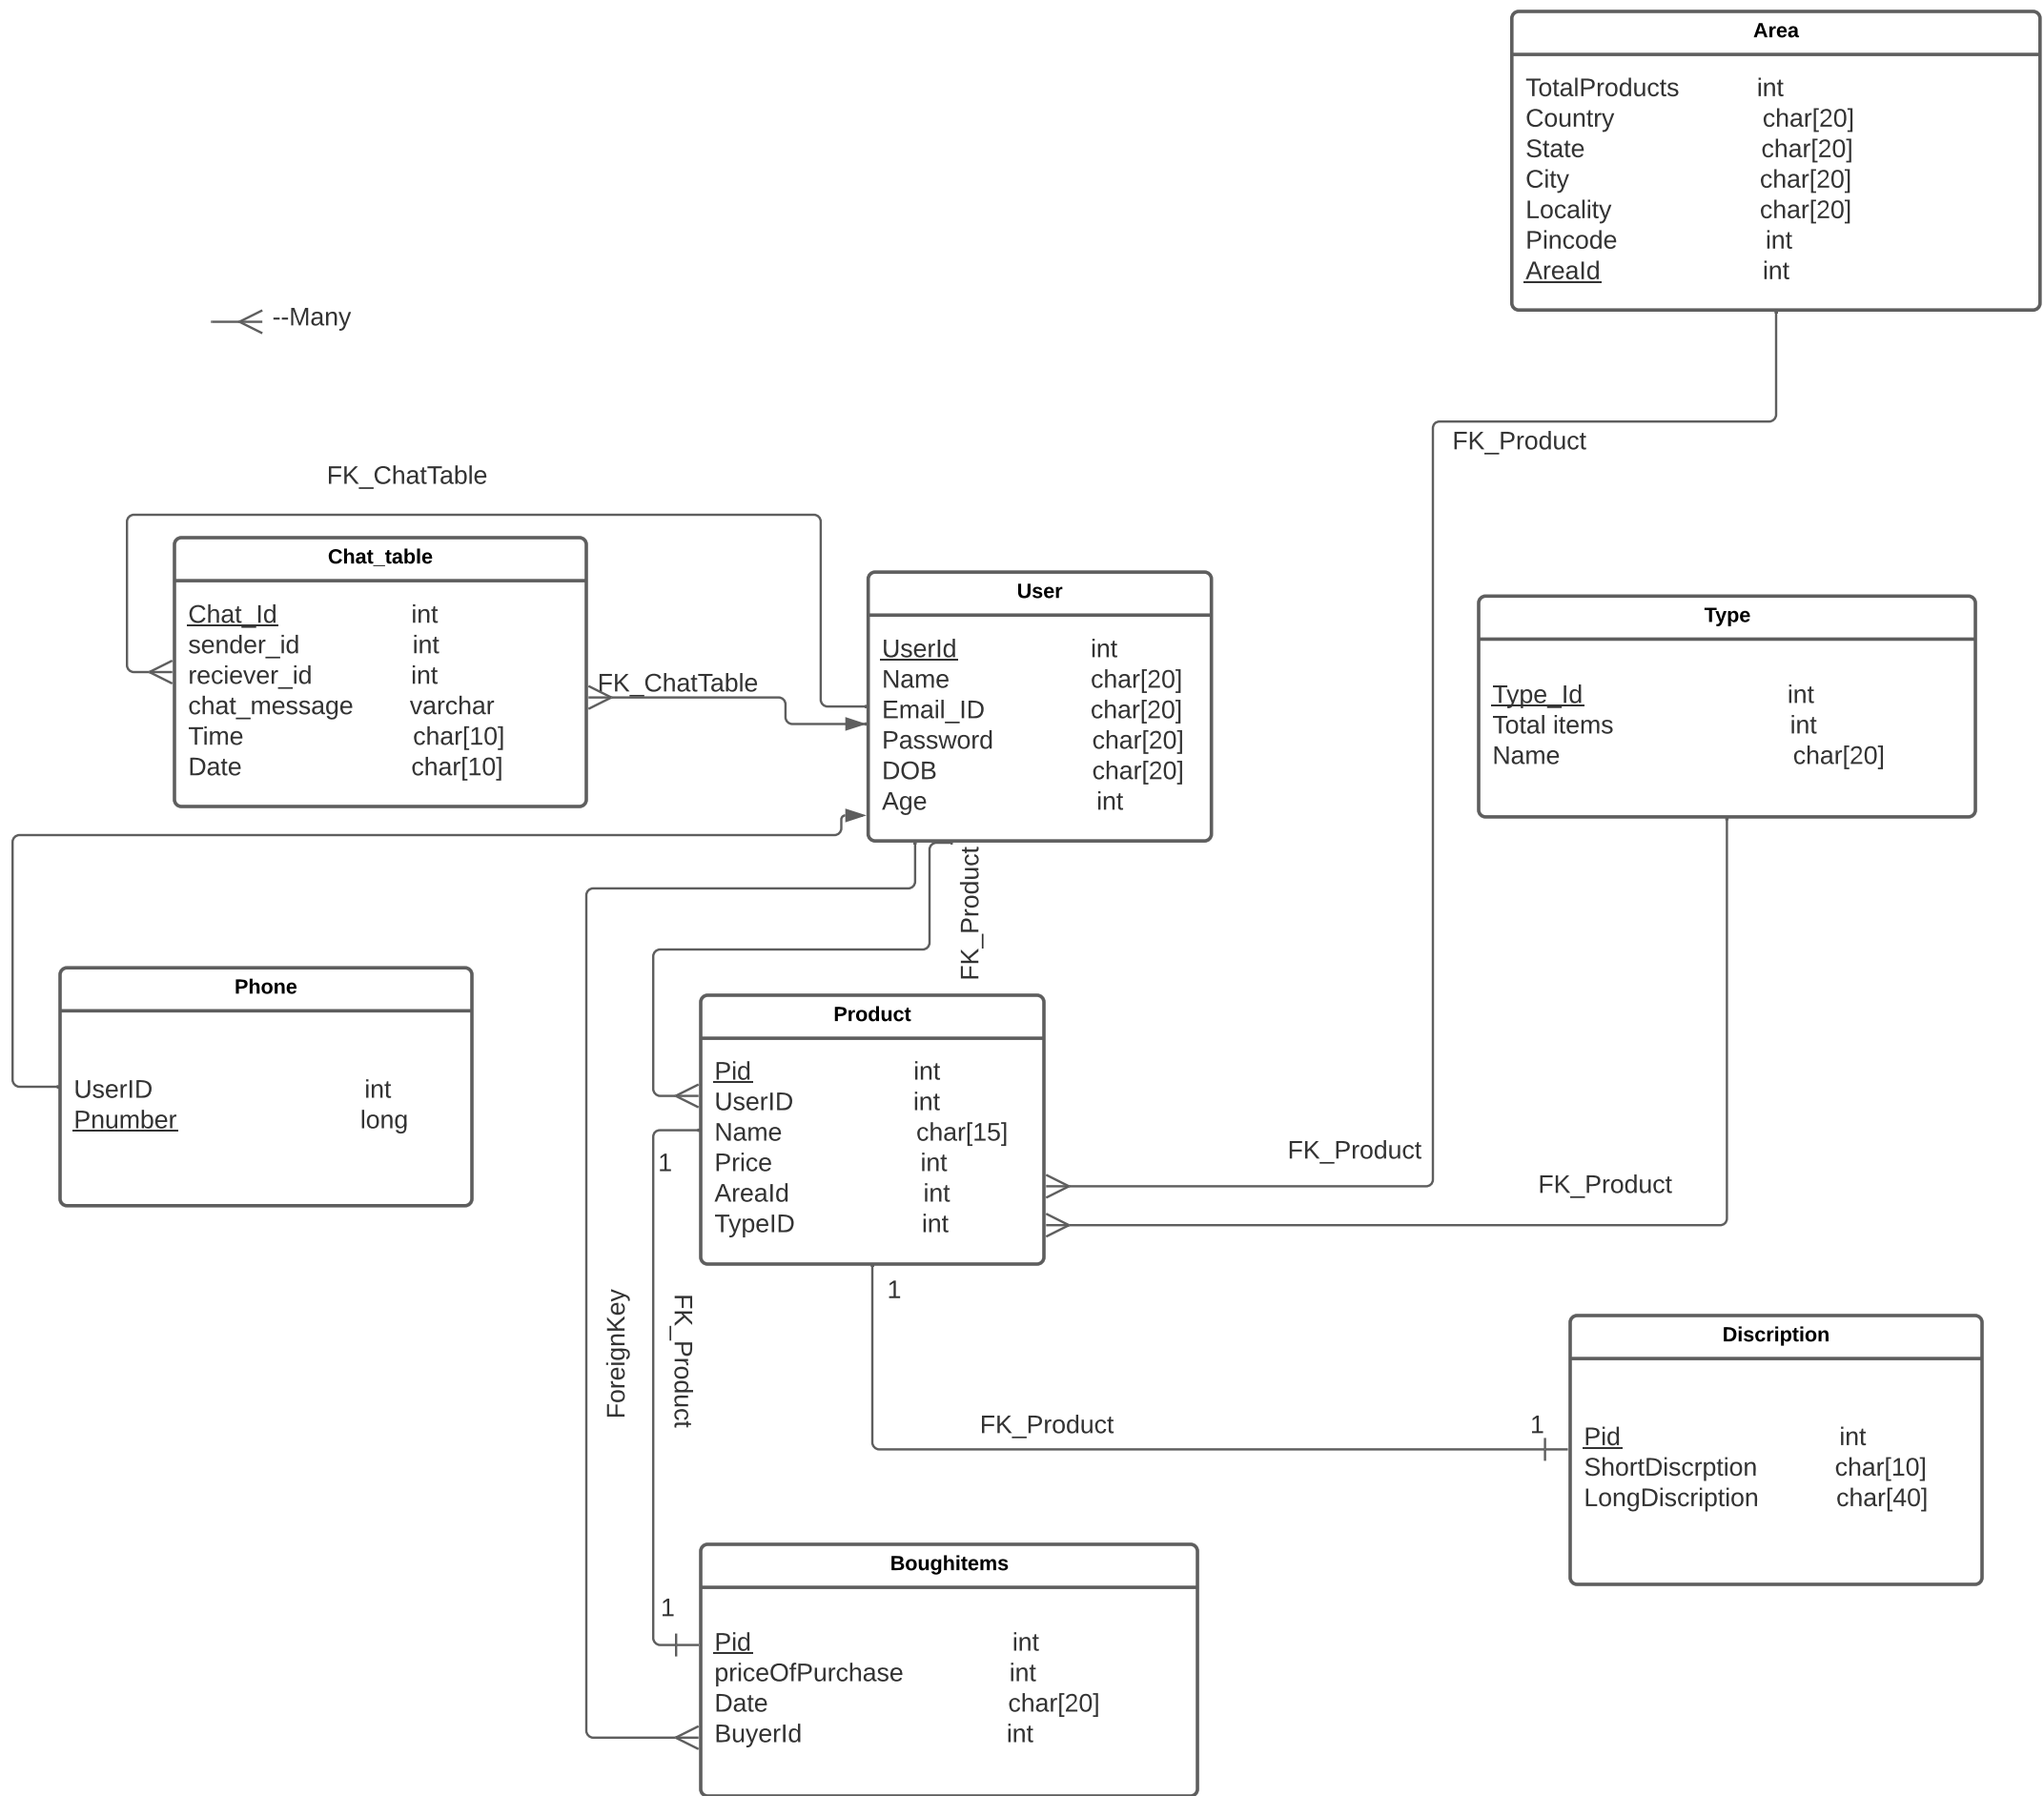 Area
TotalProducts int
Country char[20]
State char[20]
City char[20]
Locality char[20]
Pincode int
AreaId int
--Many
FK_Product
FK_ChatTable
Chat_table
Chat_Id int
sender_id int
reciever_id int
chat_message varchar
Time char[10]
Date char[10]
FK_ChatTable
User
UserId int
Name char[20]
Email_ID char[20]
Password char[20]
DOB char[20]
Age int
Type
Type_Id int
Total items int
Name char[20]
FK_Product
Phone
UserID int
Pnumber long
Product
Pid int
UserID int
Name char[15]
Price int
AreaId int
TypeID int
1
FK_Product
FK_Product
1
ForeignKey
FK_Product
FK_Product
1
Discription
Pid int
ShortDiscrption char[10]
LongDiscription char[40]
1
Boughitems
Pid int
priceOfPurchase int
Date char[20]
BuyerId int